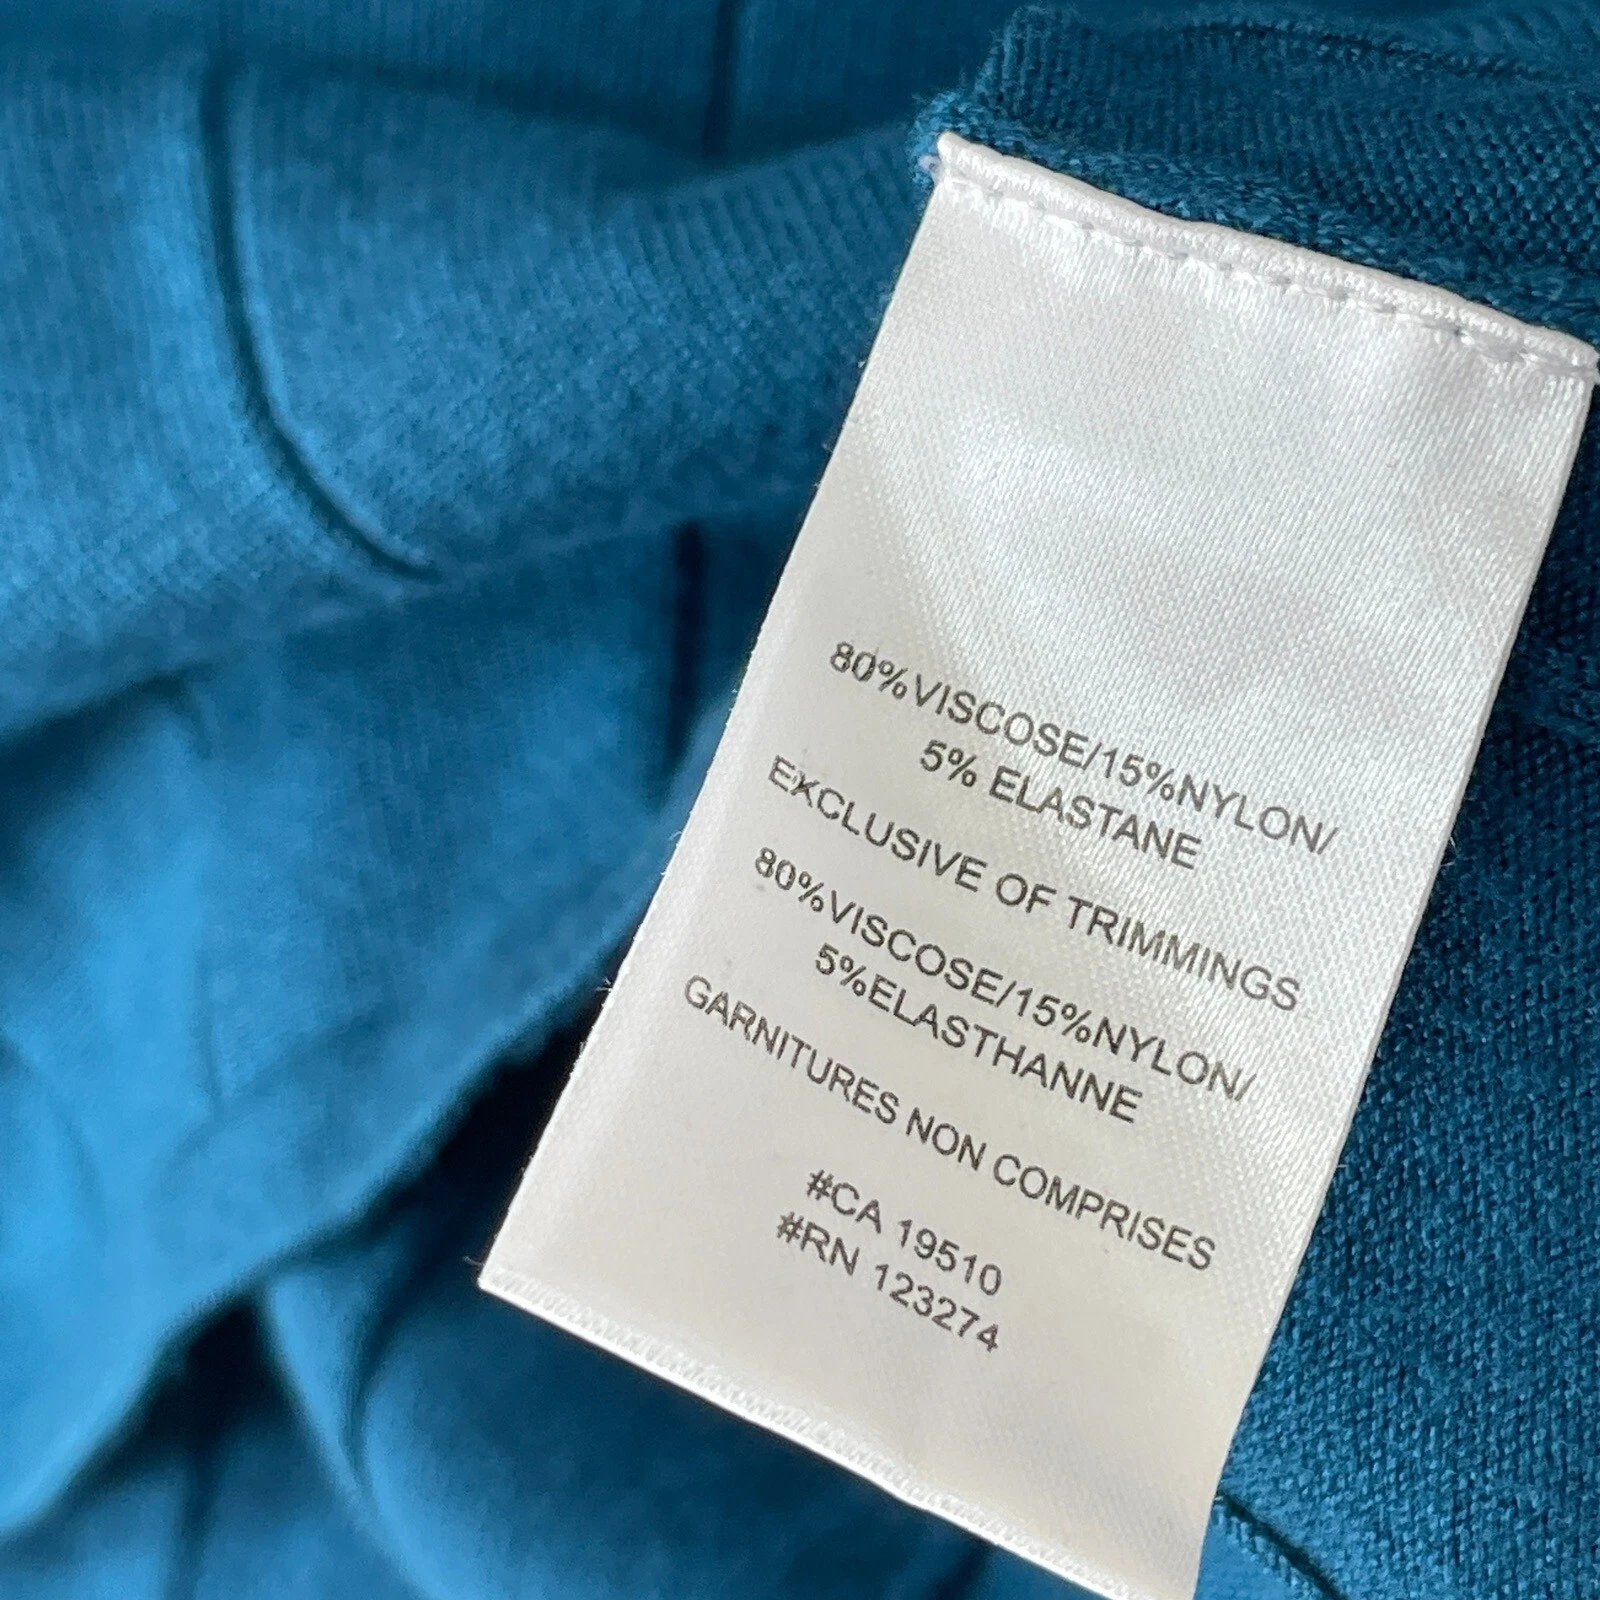 80%VISCOSE/15%NYLON/
5% ELASTANE
EXCLUSIVE OF TRIMMINGS
80%VISCOSE/15%NYLON/
5%ELASTHANNE
GARNITURES NON COMPRISES
#CA 19510
#RN 123274